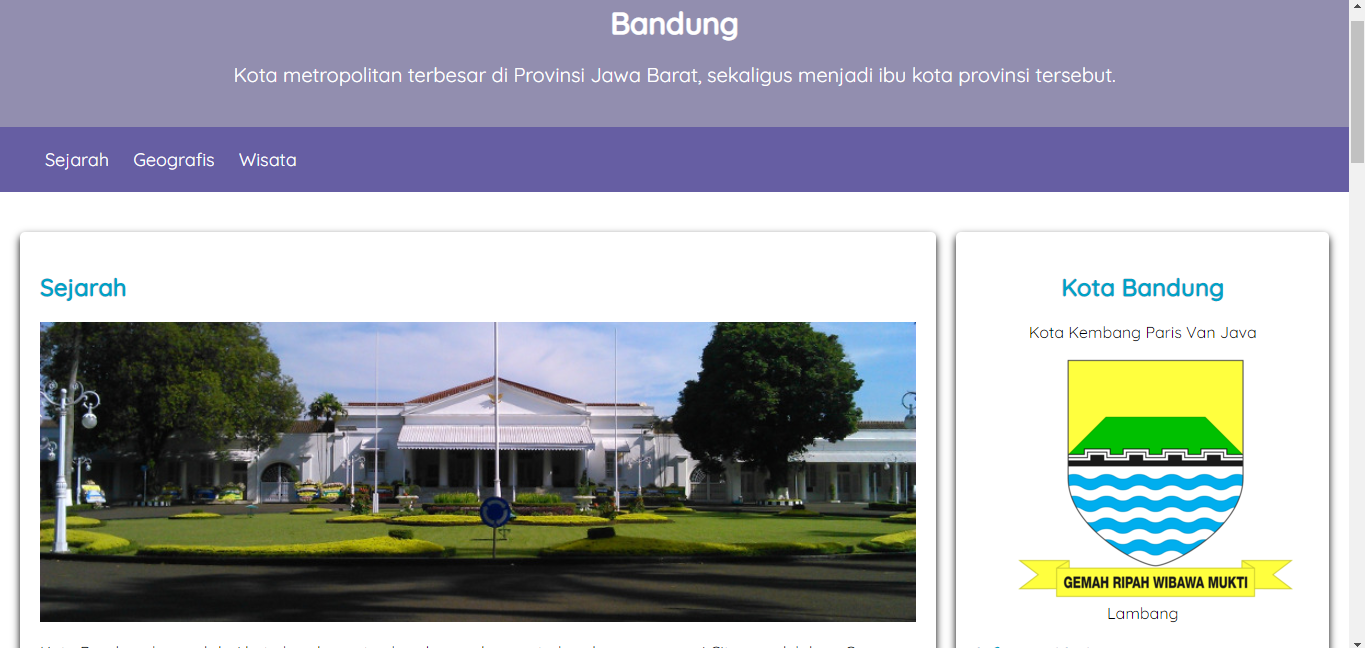 Bandung
Kota metropolitan terbesar di Provinsi Jawa Barat, sekaligus menjadi ibu kota provinsi tersebut.
Sejarah Geografis Wisata
Sejarah
Kota Bandung
Kota Kembang Paris Van Java
GEMAH RIPAH WIBAWA MUKTI
Lambang